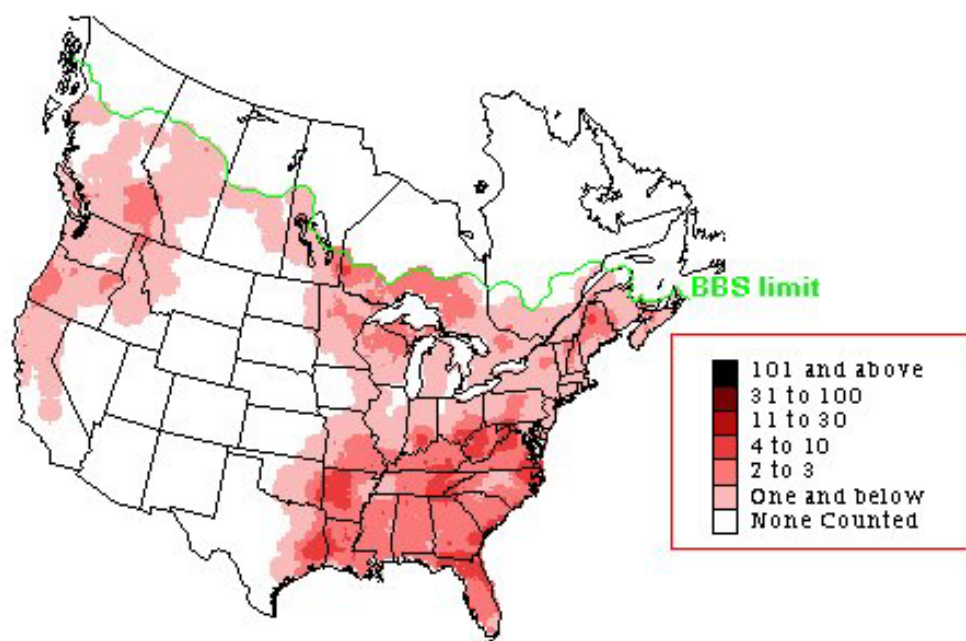 BBS limit
101 and above
31 to 100
11 to 30
4 to 10
2 to 3
One and below
None Counted